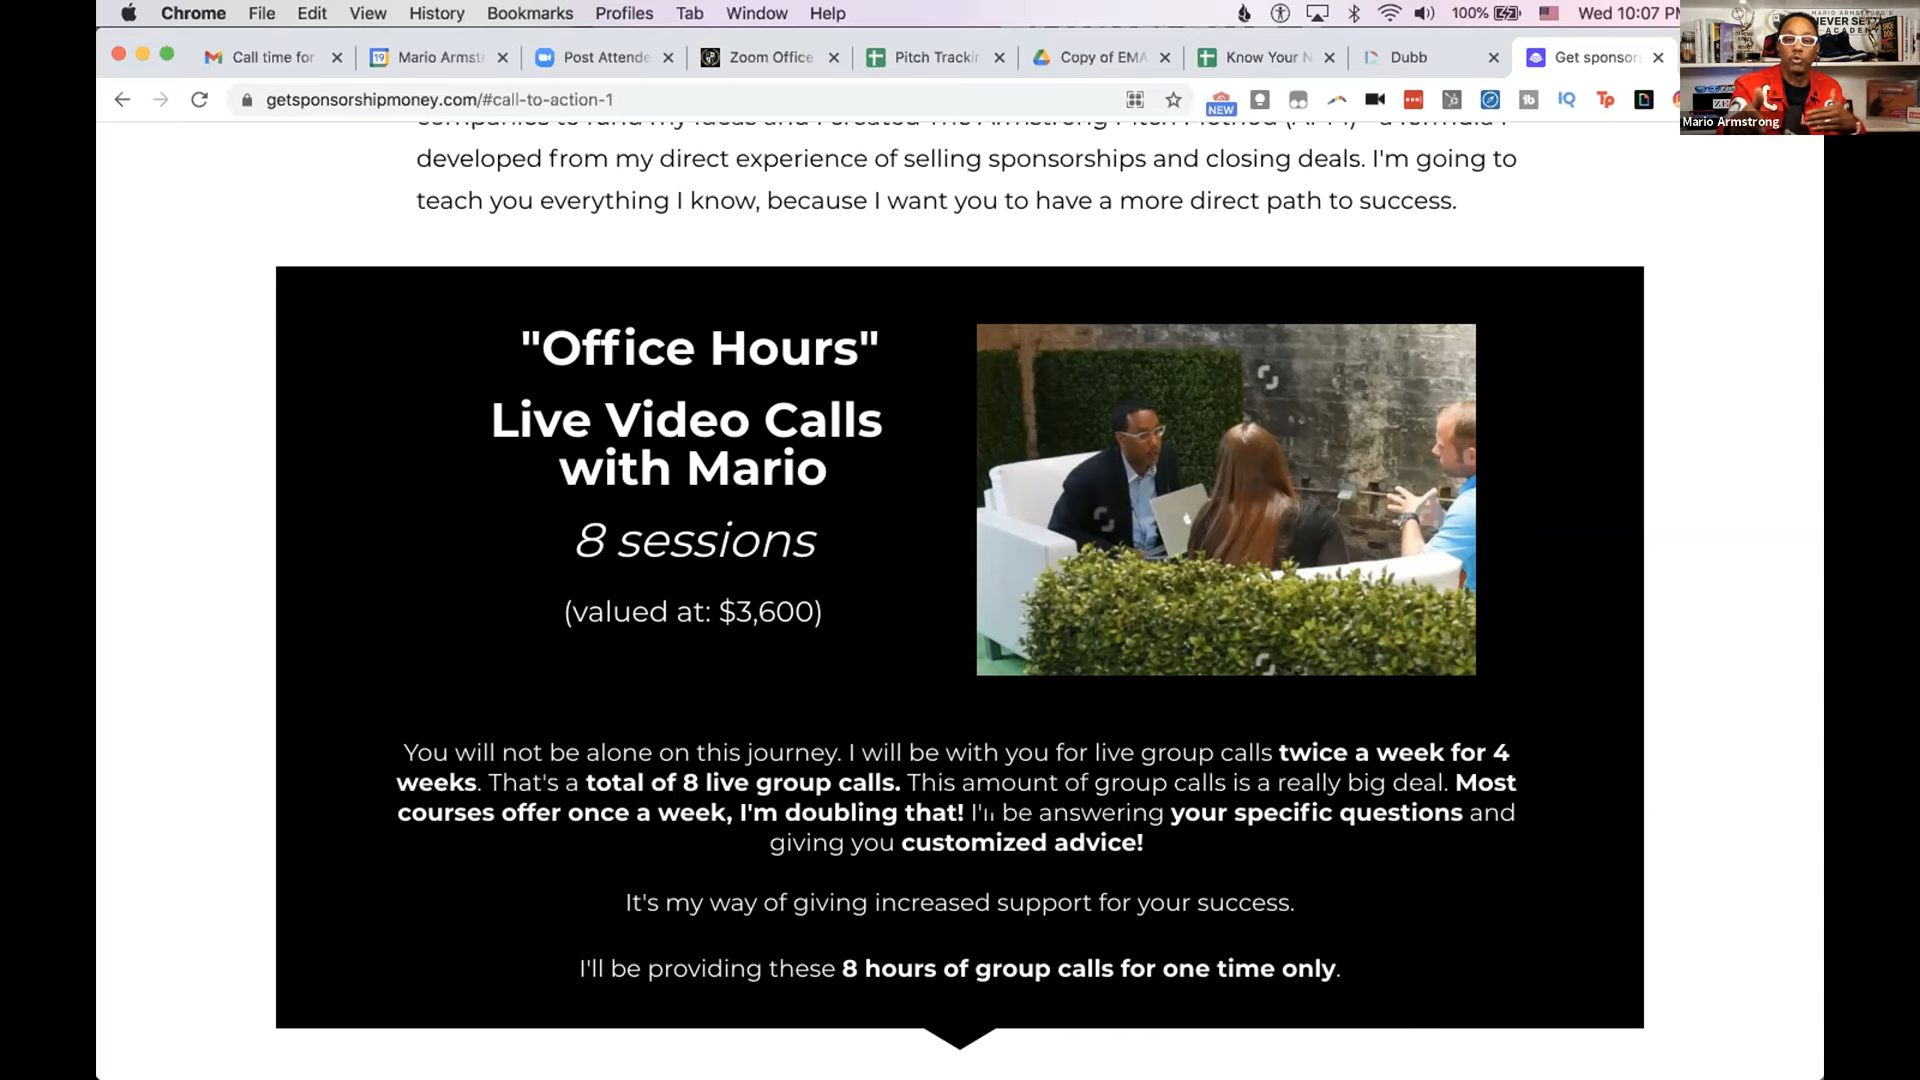 Chrome File Edit View History Bookmarks Profiles Tab Window Help 100% Wed 10:07
MARIO ARMSTRONG'S
NEVER SETT
ACADEMY
Call time for Mario Armstr Post Attende Zoom Office Pitch Trackin Copy of EMA Know Your N Dubb Get sponsor
getsponsorshipmoney.com/#call-to-action-1
NEW
IQ
Tp
Mario Armstrong
developed from my direct experience of selling sponsorships and closing deals. I'm going to
teach you everything I know, because I want you to have a more direct path to success.
"Office Hours"
Live Video Calls
with Mario
8 sessions
(valued at: $3,600)
You will not be alone on this journey. I will be with you for live group calls twice a week for 4
weeks. That's a total of 8 live group calls. This amount of group calls is a really big deal. Most
courses offer once a week, I'm doubling that! I'll be answering your specific questions and
giving you customized advice!
It's my way of giving increased support for your success.
I'll be providing these 8 hours of group calls for one time only.